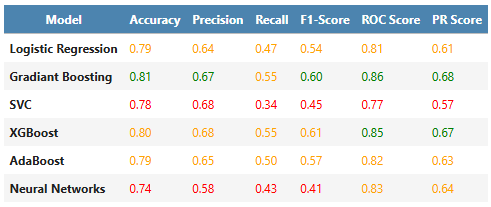 Model Accuracy Precision Recall F1-Score ROC Score PR Score
Logistic Regression 0.79 0.64 0.47 0.54 0.81 0.61
Gradiant Boosting 0.81 0.67 0.55 0.60 0.86 0.68
SVC 0.78 0.68 0.34 0.45 0.77 0.57
XGBoost 0.80 0.68 0.55 0.61 0.85 0.67
AdaBoost 0.79 0.65 0.50 0.57 0.82 0.63
Neural Networks 0.74 0.58 0.43 0.41 0.83 0.64